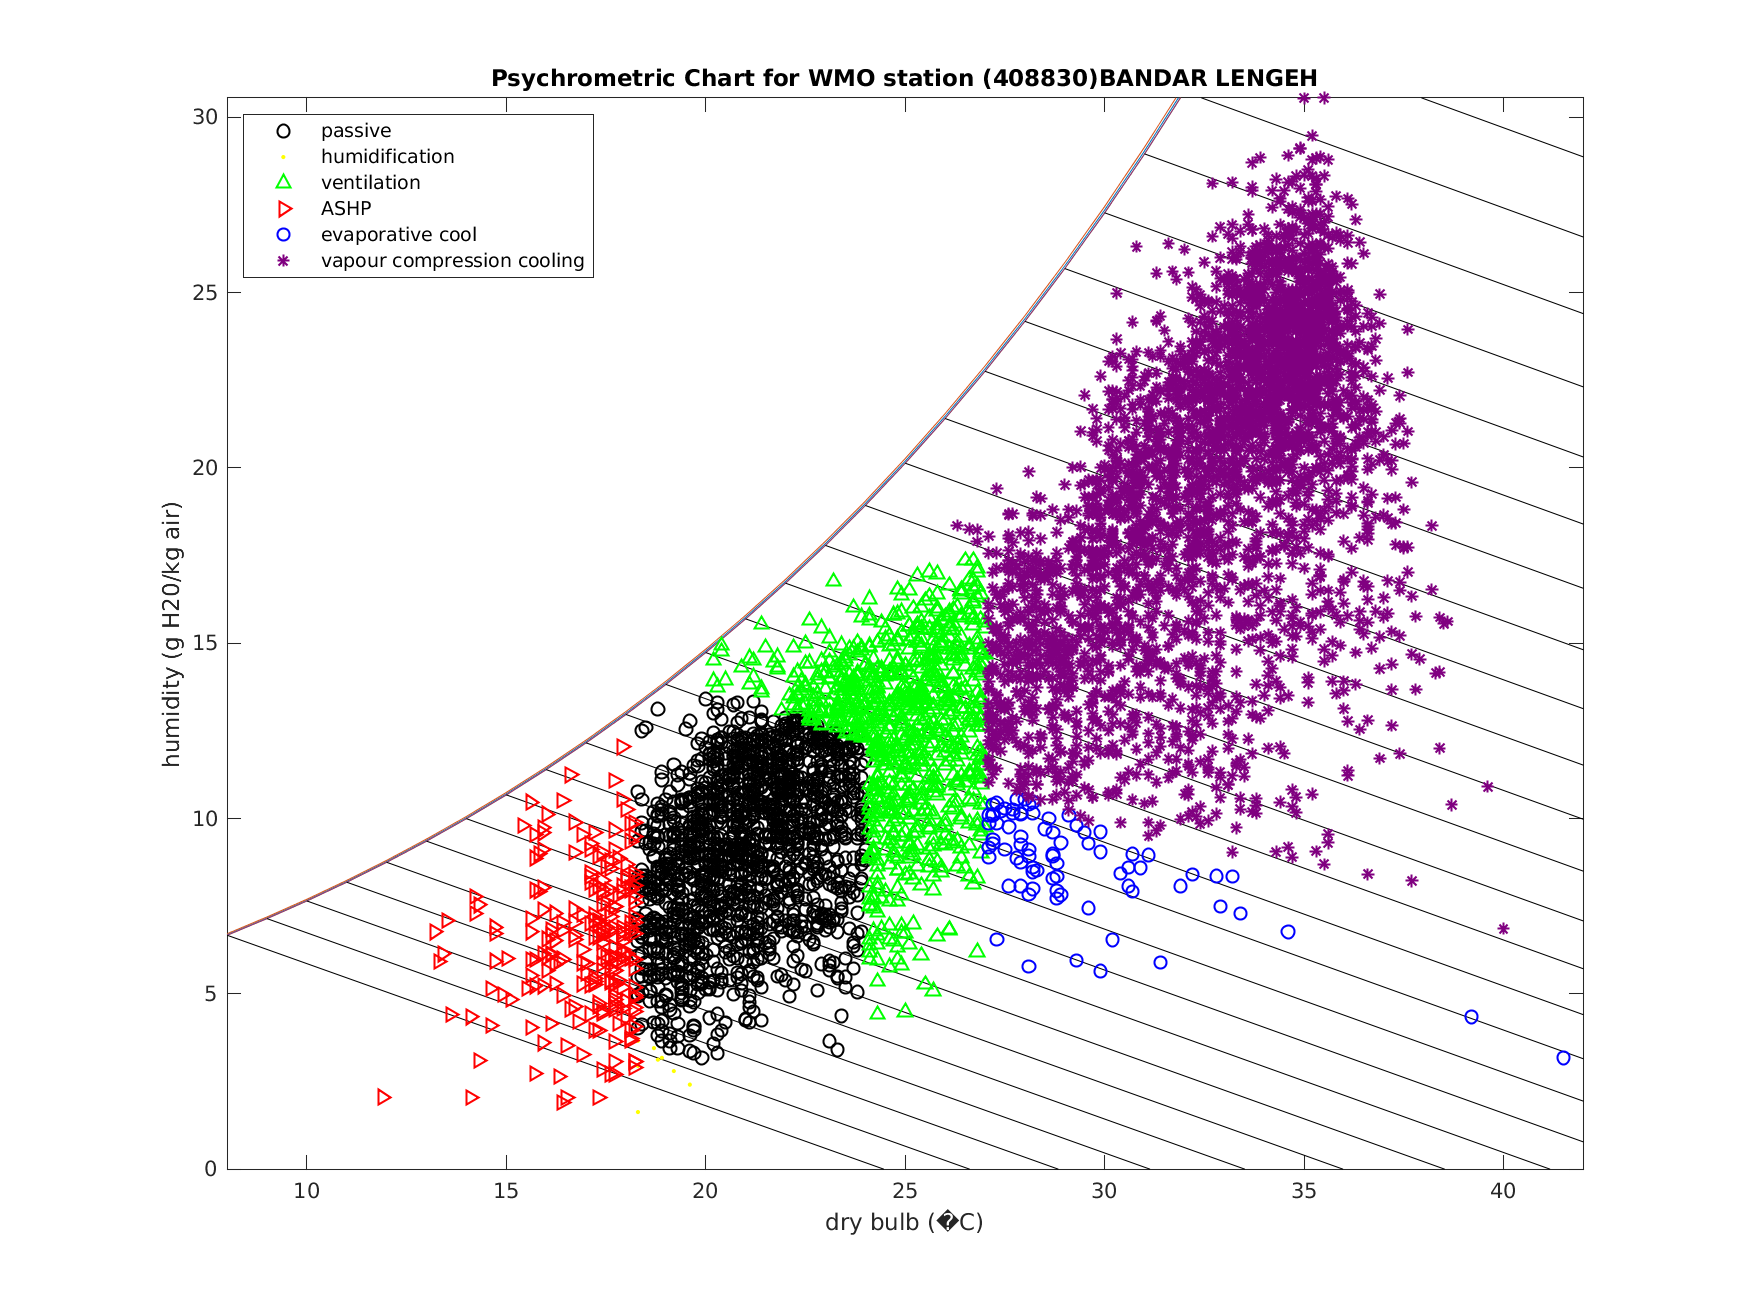 Psychrometric Chart for WMO station (408830)BANDAR LENGEH
passive
humidification
ventilation
ASHP
evaporative cool
vapour compression cooling
humidity (g H20/kg air)
30
25
20
15
10
5
0
10 15 20 25 30 35 40
dry bulb (�C)